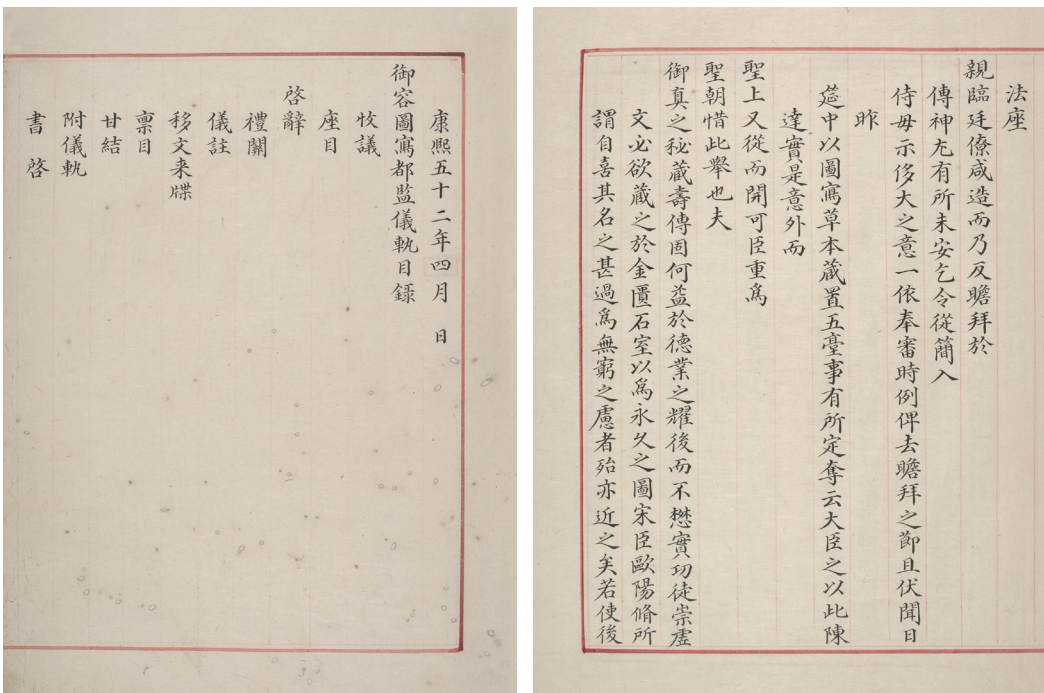 康熙五十二年四月 日
御容圖寫都監儀軌目錄
收議
座目
啓辭
禮關
儀註
移文来牒
禀目
甘結
附儀軌
書啓
法座
親臨廷僚咸造而乃反瞻拜於
傳神尤有所未安乞令從簡入
侍毋示侈大之意一依奉審時例俾去瞻拜之節且伏聞日
昨
筵中以圖寫草本藏置五臺事有所定奪云大臣之以此陳
達實是意外而
聖上又從而開可臣重爲
聖朝惜此擧也夫
御真之秘藏壽傳固何益於德業之耀後而不懋實功徒崇虛
文必欲藏之於金匱石室以爲永久之圖宋臣歐陽脩所
謂自喜其名之甚過爲無窮之慮者殆亦近之矣若使後